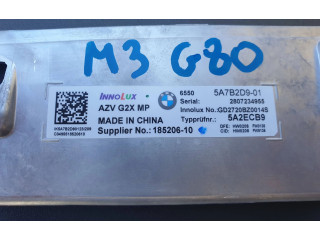 M3 G80
INNOLUX
6550 5A7B2D9-01
AZV G2X MP
Serial: 2807234955
Innolux No: GD2720BZ0014S
MADE IN CHINA
Typprüfnr.: 5A2ECB9
Supplier No.: 185206-10